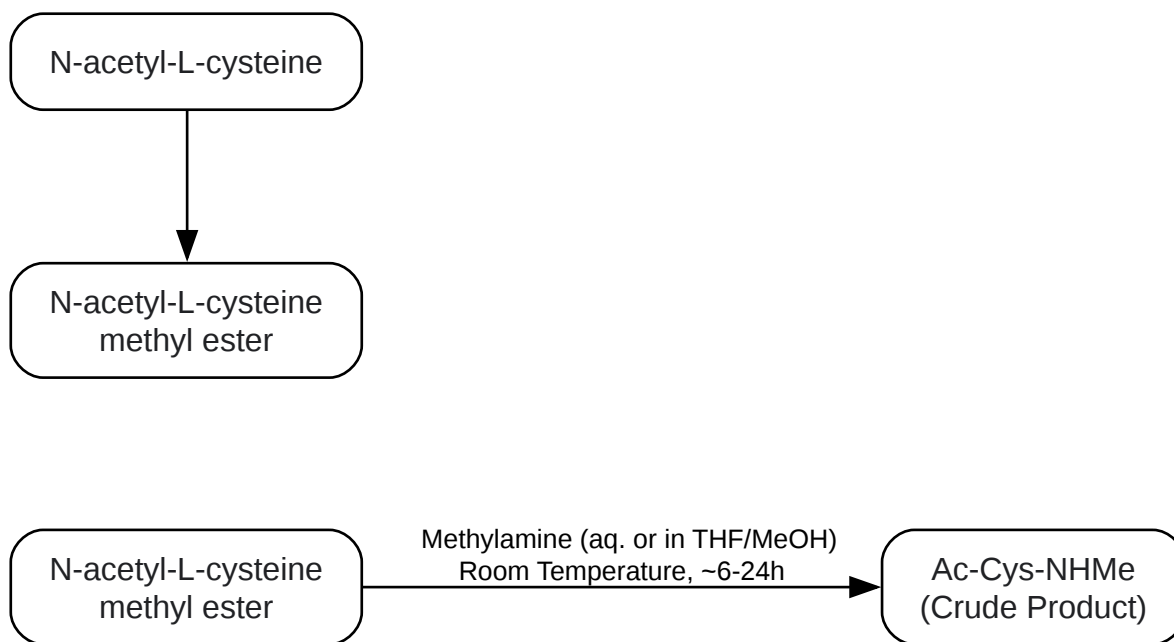 N-acetyl-L-cysteine
N-acetyl-L-cysteine
methyl ester
N-acetyl-L-cysteine
methyl ester
Methylamine (aq. or in THF/MeOH)
Room Temperature, ~6-24h
Ac-Cys-NHMe
(Crude Product)